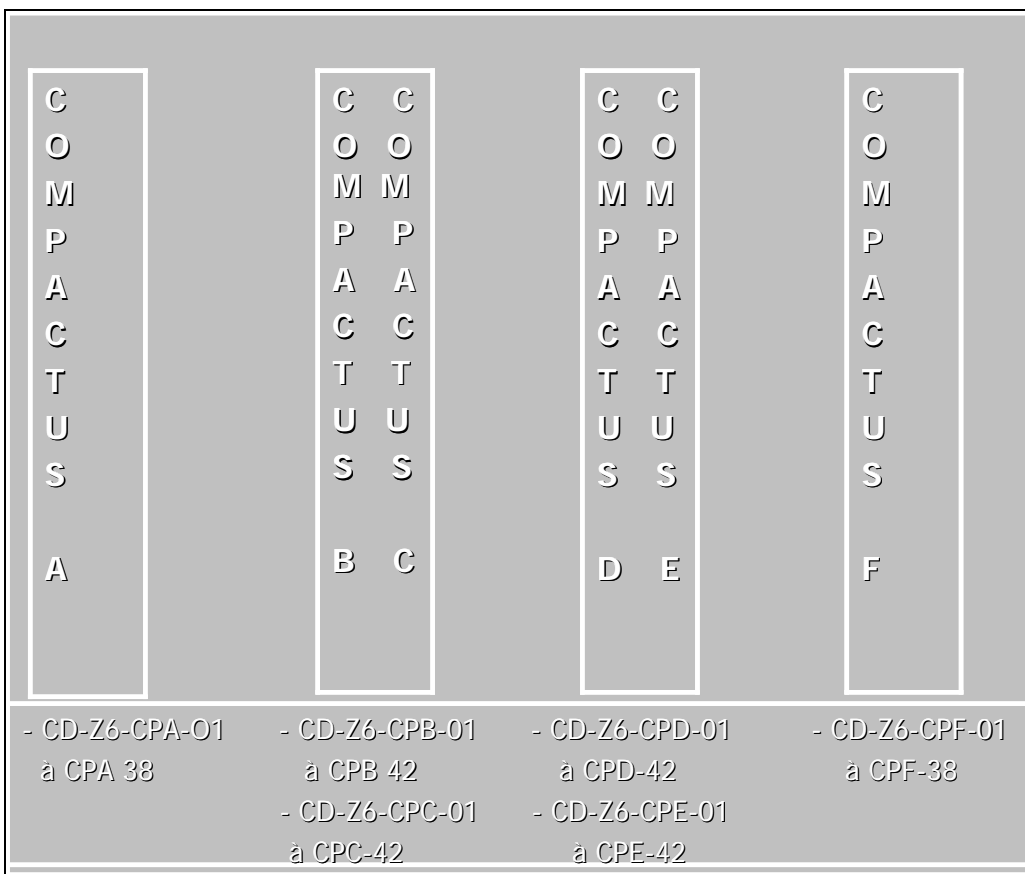 COMPACTUS A
COMPACTUS B
COMPACTUS C
COMPACTUS D
COMPACTUS E
COMPACTUS F
- CD-Z6-CPA-O1
à CPA 38
- CD-Z6-CPB-01
à CPB 42
- CD-Z6-CPC-01
à CPC-42
- CD-Z6-CPD-01
à CPD-42
- CD-Z6-CPE-01
à CPE-42
- CD-Z6-CPF-01
à CPF-38